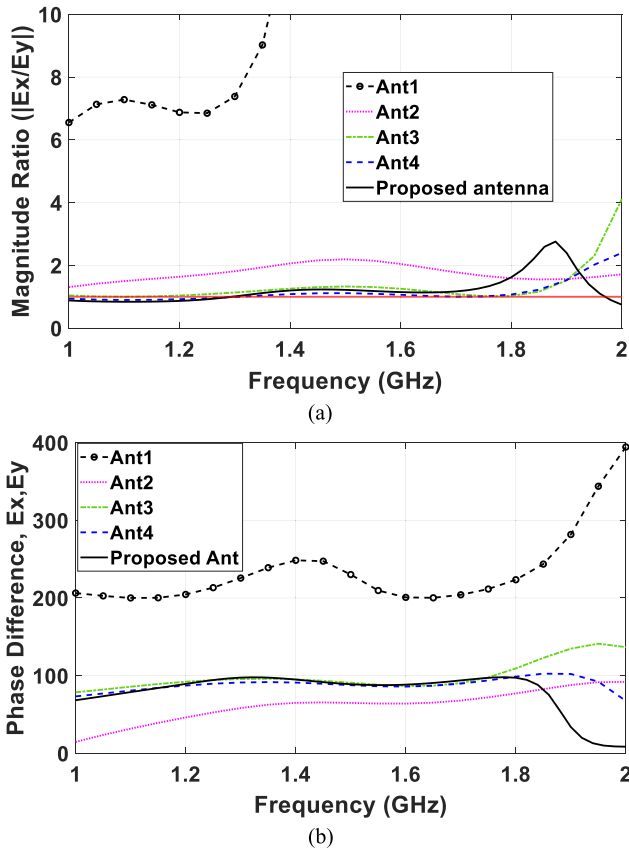 10
8
6
4
2
0
Magnitude Ratio (|Ex/Ey|)
Ant1
Ant2
Ant3
Ant4
Proposed antenna
1 1.2 1.4 1.6 1.8 2
Frequency (GHz)
(a)
400
300
200
100
0
Phase Difference, Ex,Ey
Ant1
Ant2
Ant3
Ant4
Proposed Ant
1 1.2 1.4 1.6 1.8 2
Frequency (GHz)
(b)